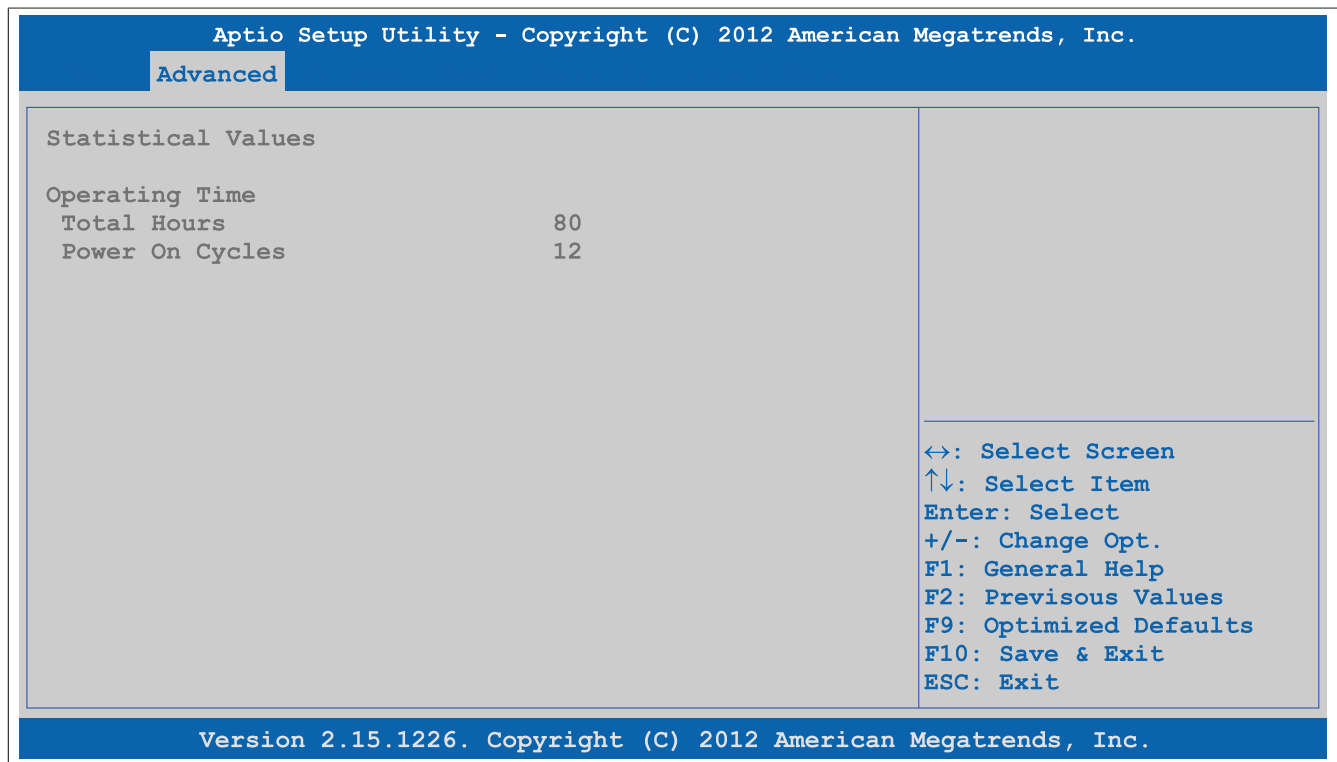 Aptio Setup Utility - Copyright (C) 2012 American Megatrends, Inc.
Advanced
Statistical Values
Operating Time
Total Hours 80
Power On Cycles 12
↔: Select Screen
↑↓: Select Item
Enter: Select
+/-: Change Opt.
F1: General Help
F2: Previsous Values
F9: Optimized Defaults
F10: Save & Exit
ESC: Exit
Version 2.15.1226. Copyright (C) 2012 American Megatrends, Inc.